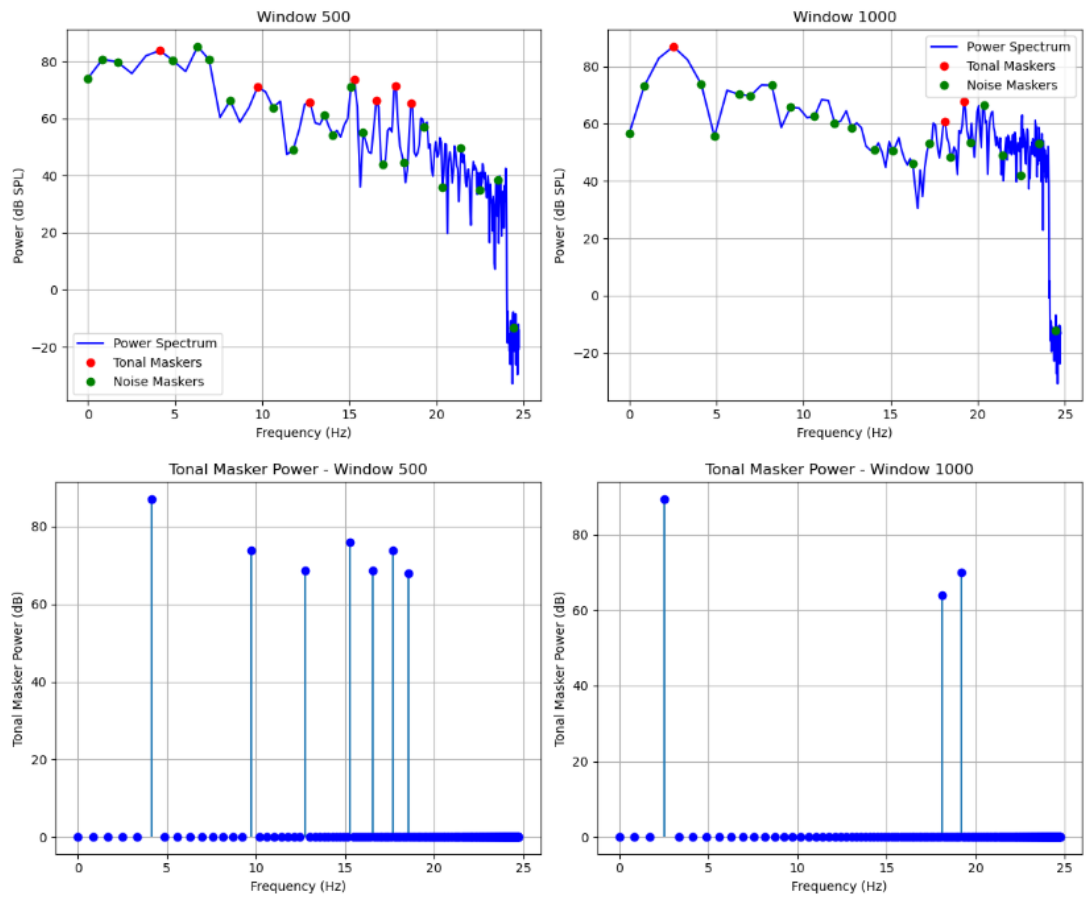 Window 500
Power (dB SPL)
80
60
40
20
0
−20
Power Spectrum
Tonal Maskers
Noise Maskers
0 5 10 15 20 25
Frequency (Hz)
Window 1000
Power (dB SPL)
80
60
40
20
0
−20
Power Spectrum
Tonal Maskers
Noise Maskers
0 5 10 15 20 25
Frequency (Hz)
Tonal Masker Power - Window 500
Tonal Masker Power (dB)
80
60
40
20
0
0 5 10 15 20 25
Frequency (Hz)
Tonal Masker Power - Window 1000
Tonal Masker Power (dB)
80
60
40
20
0
0 5 10 15 20 25
Frequency (Hz)